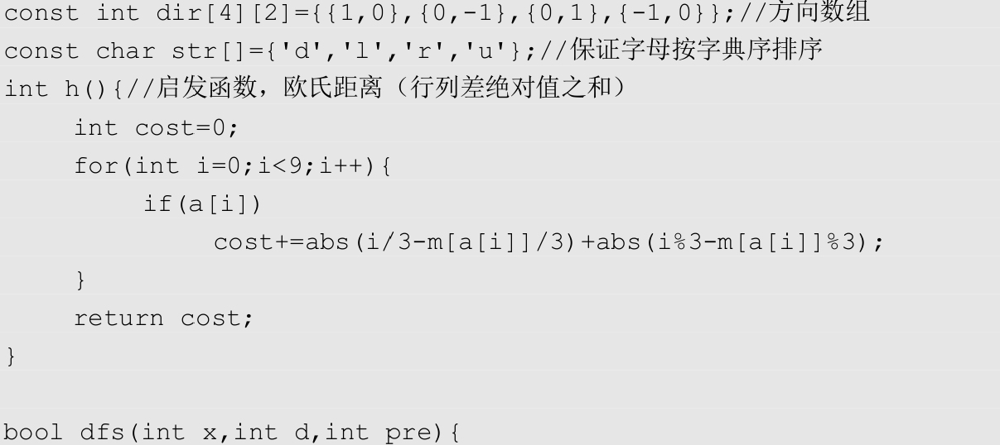 const int dir[4][2]={{1,0},{0,-1},{0,1},{-1,0}};//方向数组
const char str[]={'d','l','r','u'};//保证字母按字典序排序
int h(){//启发函数，欧氏距离（行列差绝对值之和）
int cost=0;
for(int i=0;i<9;i++){
if(a[i])
cost+=abs(i/3-m[a[i]]/3)+abs(i%3-m[a[i]]%3);
}
return cost;
}
bool dfs(int x,int d,int pre){